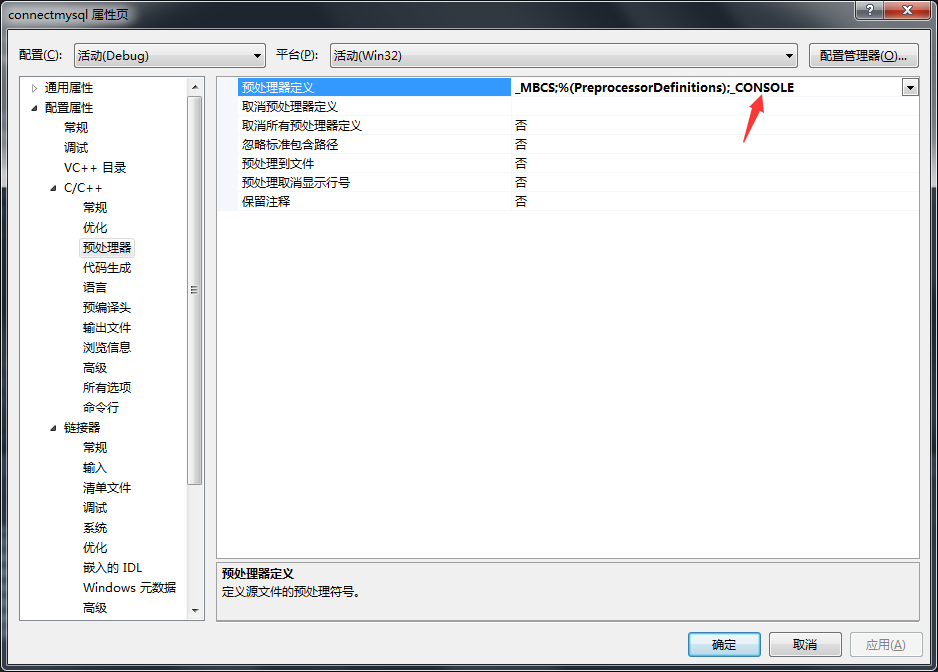 connectmysql 属性页
配置(C): 活动(Debug) 平台(P): 活动(Win32) 配置管理器(O)...
通用属性
配置属性
常规
调试
VC++ 目录
C/C++
常规
优化
预处理器
代码生成
语言
预编译头
输出文件
浏览信息
高级
所有选项
命令行
链接器
常规
输入
清单文件
调试
系统
优化
嵌入的 IDL
Windows 元数据
高级
预处理器定义 _MBCS;%(PreprocessorDefinitions);_CONSOLE
取消预处理器定义
取消所有预处理器定义 否
忽略标准包含路径 否
预处理到文件 否
预处理取消显示行号 否
保留注释 否
预处理器定义
定义源文件的预处理符号。
确定 取消 应用(A)